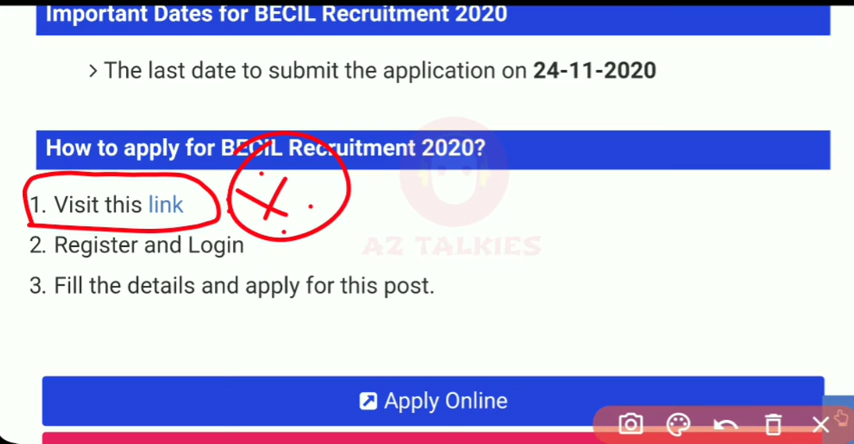 Important Dates for BECIL Recruitment 2020
> The last date to submit the application on 24-11-2020
How to apply for BECIL Recruitment 2020?
1. Visit this link
2. Register and Login
AZ TALKIES
3. Fill the details and apply for this post.
Apply Online